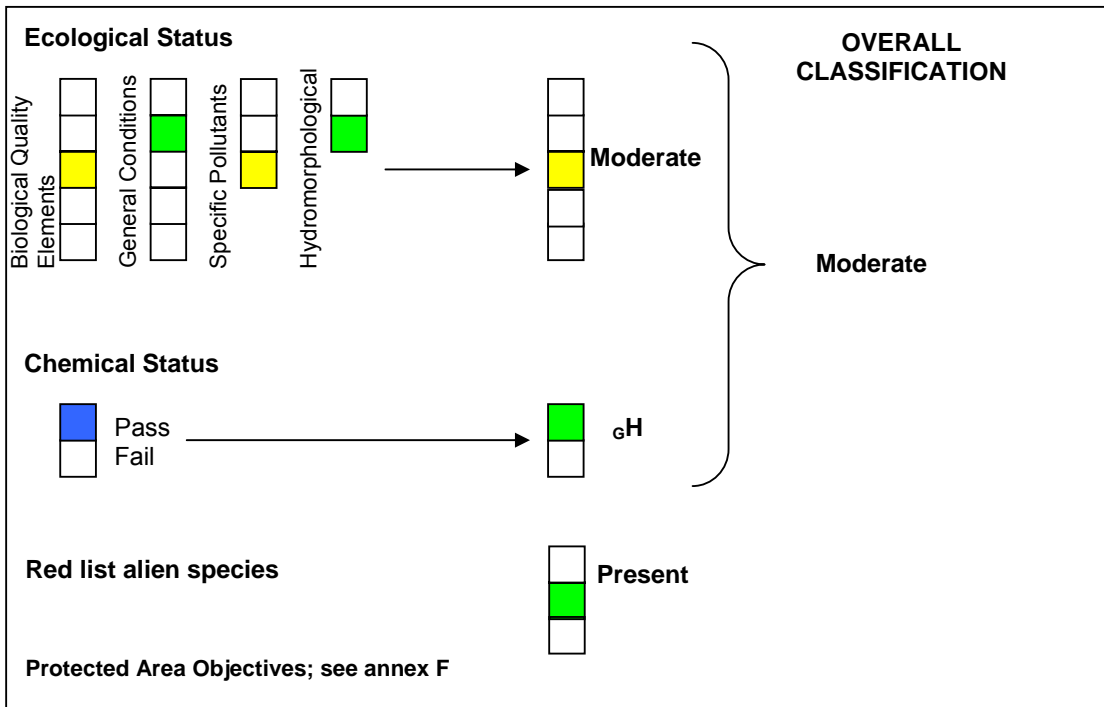 Ecological Status
OVERALL
CLASSIFICATION
Biological Quality
Elements
General Conditions
Specific Pollutants
Hydromorphological
Moderate
Moderate
Chemical Status
Pass
Fail
GH
Red list alien species
Present
Protected Area Objectives; see annex F